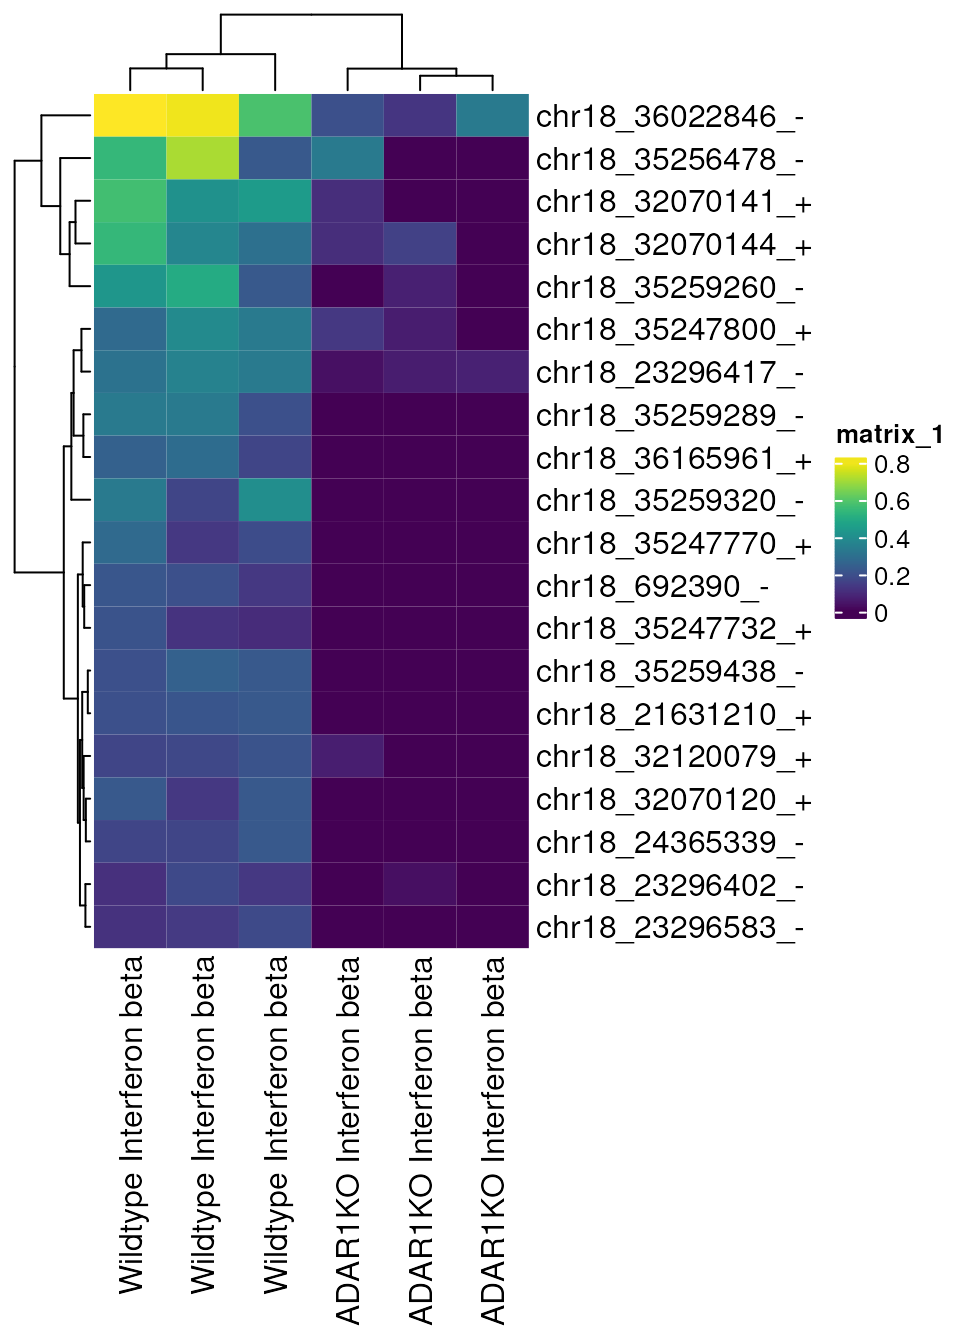 chr18_36022846_-
chr18_35256478_-
chr18_32070141_+
chr18_32070144_+
chr18_35259260_-
chr18_35247800_+
chr18_23296417_-
chr18_35259289_-
chr18_36165961_+
chr18_35259320_-
chr18_35247770_+
chr18_692390_-
chr18_35247732_+
chr18_35259438_-
chr18_21631210_+
chr18_32120079_+
chr18_32070120_+
chr18_24365339_-
chr18_23296402_-
chr18_23296583_-
matrix_1
0.8
0.6
0.4
0.2
0
Wildtype Interferon beta
Wildtype Interferon beta
Wildtype Interferon beta
ADAR1KO Interferon beta
ADAR1KO Interferon beta
ADAR1KO Interferon beta